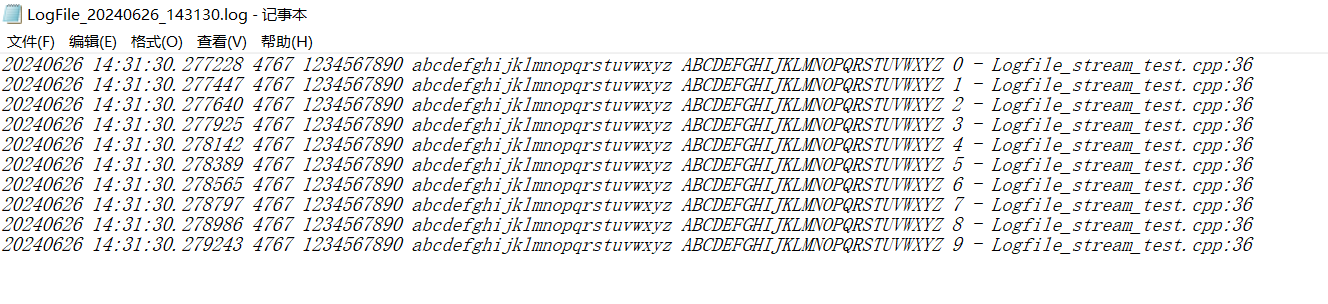 LogFile_20240626_143130.log - 记事本
文件(F) 编辑(E) 格式(O) 查看(V) 帮助(H)
20240626 14:31:30.277228 4767 1234567890 abcdefghijklmnopqrstuvwxyz ABCDEFGHIJKLMNOPQRSTUVWXYZ 0 - Logfile_stream_test.cpp:36
20240626 14:31:30.277447 4767 1234567890 abcdefghijklmnopqrstuvwxyz ABCDEFGHIJKLMNOPQRSTUVWXYZ 1 - Logfile_stream_test.cpp:36
20240626 14:31:30.277640 4767 1234567890 abcdefghijklmnopqrstuvwxyz ABCDEFGHIJKLMNOPQRSTUVWXYZ 2 - Logfile_stream_test.cpp:36
20240626 14:31:30.277925 4767 1234567890 abcdefghijklmnopqrstuvwxyz ABCDEFGHIJKLMNOPQRSTUVWXYZ 3 - Logfile_stream_test.cpp:36
20240626 14:31:30.278142 4767 1234567890 abcdefghijklmnopqrstuvwxyz ABCDEFGHIJKLMNOPQRSTUVWXYZ 4 - Logfile_stream_test.cpp:36
20240626 14:31:30.278389 4767 1234567890 abcdefghijklmnopqrstuvwxyz ABCDEFGHIJKLMNOPQRSTUVWXYZ 5 - Logfile_stream_test.cpp:36
20240626 14:31:30.278565 4767 1234567890 abcdefghijklmnopqrstuvwxyz ABCDEFGHIJKLMNOPQRSTUVWXYZ 6 - Logfile_stream_test.cpp:36
20240626 14:31:30.278797 4767 1234567890 abcdefghijklmnopqrstuvwxyz ABCDEFGHIJKLMNOPQRSTUVWXYZ 7 - Logfile_stream_test.cpp:36
20240626 14:31:30.278986 4767 1234567890 abcdefghijklmnopqrstuvwxyz ABCDEFGHIJKLMNOPQRSTUVWXYZ 8 - Logfile_stream_test.cpp:36
20240626 14:31:30.279243 4767 1234567890 abcdefghijklmnopqrstuvwxyz ABCDEFGHIJKLMNOPQRSTUVWXYZ 9 - Logfile_stream_test.cpp:36